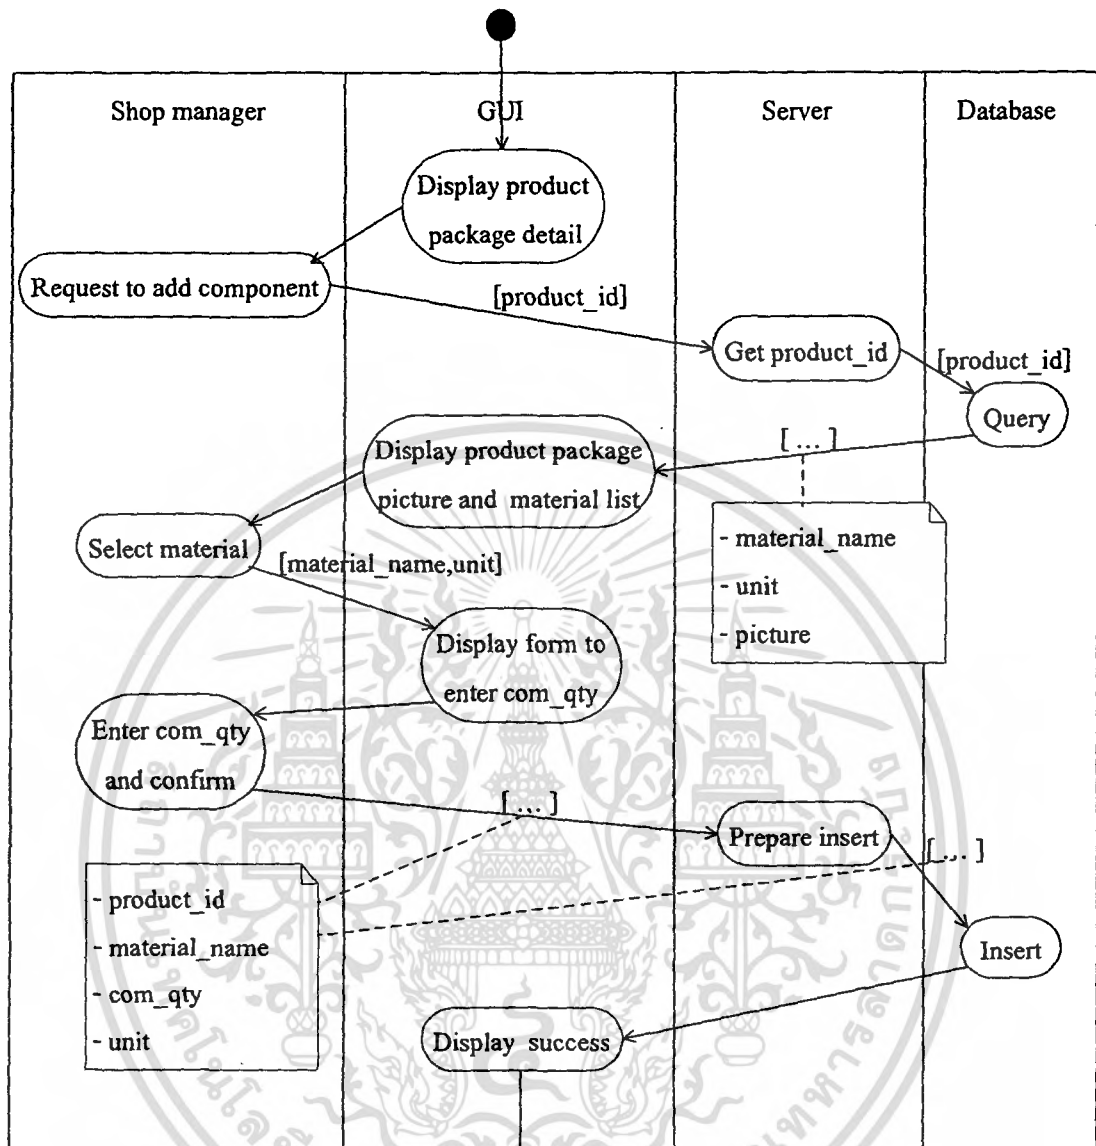 Shop manager
GUI
Server
Database
Display product
package detail
Request to add component
[product_id]
Get product_id
[product_id]
Query
[ ... ]
Display product package
picture and material list
- material_name
- unit
- picture
Select material
[material_name,unit]
Display form to
enter com_qty
Enter com_qty
and confirm
[ ... ]
Prepare insert
[ ... ]
- product_id
- material_name
- com_qty
- unit
Insert
Display success